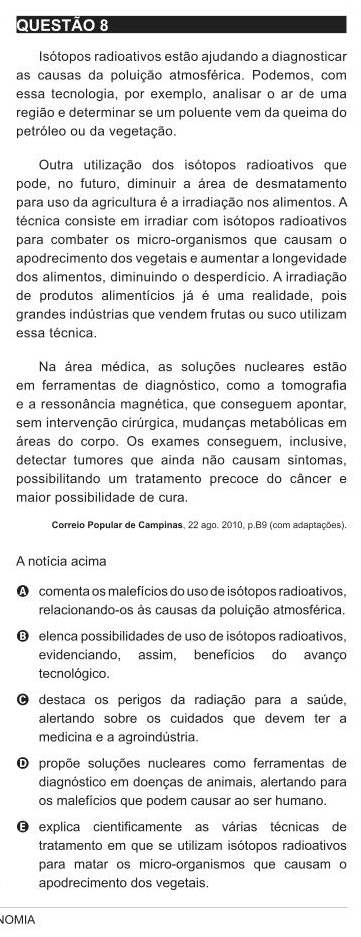 QUESTÃO 8
Isótopos radioativos estão ajudando a diagnosticar
as causas da poluição atmosférica. Podemos, com
essa tecnologia, por exemplo, analisar o ar de uma
região e determinar se um poluente vem da queima do
petróleo ou da vegetação.
Outra utilização dos isótopos radioativos que
pode, no futuro, diminuir a área de desmatamento
para uso da agricultura é a irradiação nos alimentos. A
técnica consiste em irradiar com isótopos radioativos
para combater os micro-organismos que causam o
apodrecimento dos vegetais e aumentar a longevidade
dos alimentos, diminuindo o desperdício. A irradiação
de produtos alimentícios já é uma realidade, pois
grandes indústrias que vendem frutas ou suco utilizam
essa técnica.
Na área médica, as soluções nucleares estão
em ferramentas de diagnóstico, como a tomografia
e a ressonância magnética, que conseguem apontar,
sem intervenção cirúrgica, mudanças metabólicas em
áreas do corpo. Os exames conseguem, inclusive,
detectar tumores que ainda não causam sintomas,
possibilitando um tratamento precoce do câncer e
maior possibilidade de cura.
Correio Popular de Campinas, 22 ago. 2010, p.B9 (com adaptações).
A notícia acima
A comenta os malefícios do uso de isótopos radioativos,
relacionando-os às causas da poluição atmosférica.
B elenca possibilidades de uso de isótopos radioativos,
evidenciando, assim, benefícios do avanço
tecnológico.
C destaca os perigos da radiação para a saúde,
alertando sobre os cuidados que devem ter a
medicina e a agroindústria.
D propõe soluções nucleares como ferramentas de
diagnóstico em doenças de animais, alertando para
os malefícios que podem causar ao ser humano.
E explica cientificamente as várias técnicas de
tratamento em que se utilizam isótopos radioativos
para matar os micro-organismos que causam o
apodrecimento dos vegetais.
NOMIA